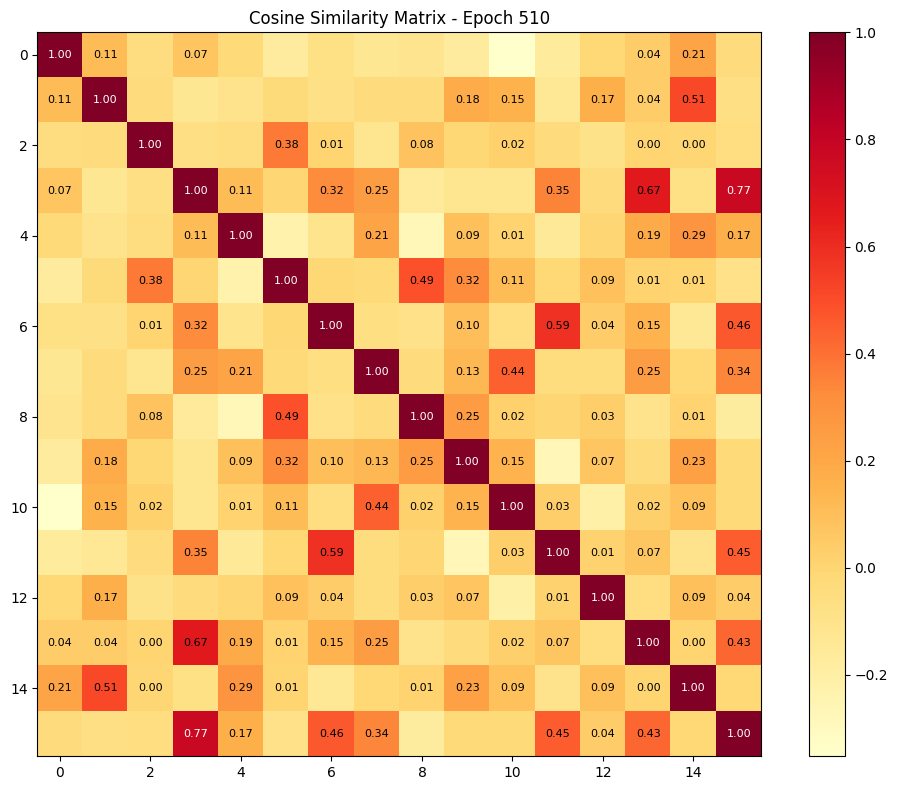 Cosine Similarity Matrix - Epoch 510
0 1.00 0.11 0.07 0.04 0.21
0.11 1.00 0.18 0.15 0.17 0.04 0.51
2 1.00 0.38 0.01 0.08 0.02 0.00 0.00
0.07 1.00 0.11 0.32 0.25 0.35 0.67 0.77
4 0.11 1.00 0.21 0.09 0.01 0.19 0.29 0.17
0.38 1.00 0.49 0.32 0.11 0.09 0.01 0.01
6 0.01 0.32 1.00 0.10 0.59 0.04 0.15 0.46
0.25 0.21 1.00 0.13 0.44 0.25 0.34
8 0.08 0.49 1.00 0.25 0.02 0.03 0.01
0.18 0.09 0.32 0.10 0.13 0.25 1.00 0.15 0.07 0.23
10 0.15 0.02 0.01 0.11 0.44 0.02 0.15 1.00 0.03 0.02 0.09
0.35 0.59 0.03 1.00 0.01 0.07 0.45
12 0.17 0.09 0.04 0.03 0.07 0.01 1.00 0.09 0.04
0.04 0.04 0.00 0.67 0.19 0.01 0.15 0.25 0.02 0.07 1.00 0.00 0.43
14 0.21 0.51 0.00 0.29 0.01 0.01 0.23 0.09 0.09 0.00 1.00
0.77 0.17 0.46 0.34 0.45 0.04 0.43 1.00
0 2 4 6 8 10 12 14
1.0
0.8
0.6
0.4
0.2
0.0
−0.2